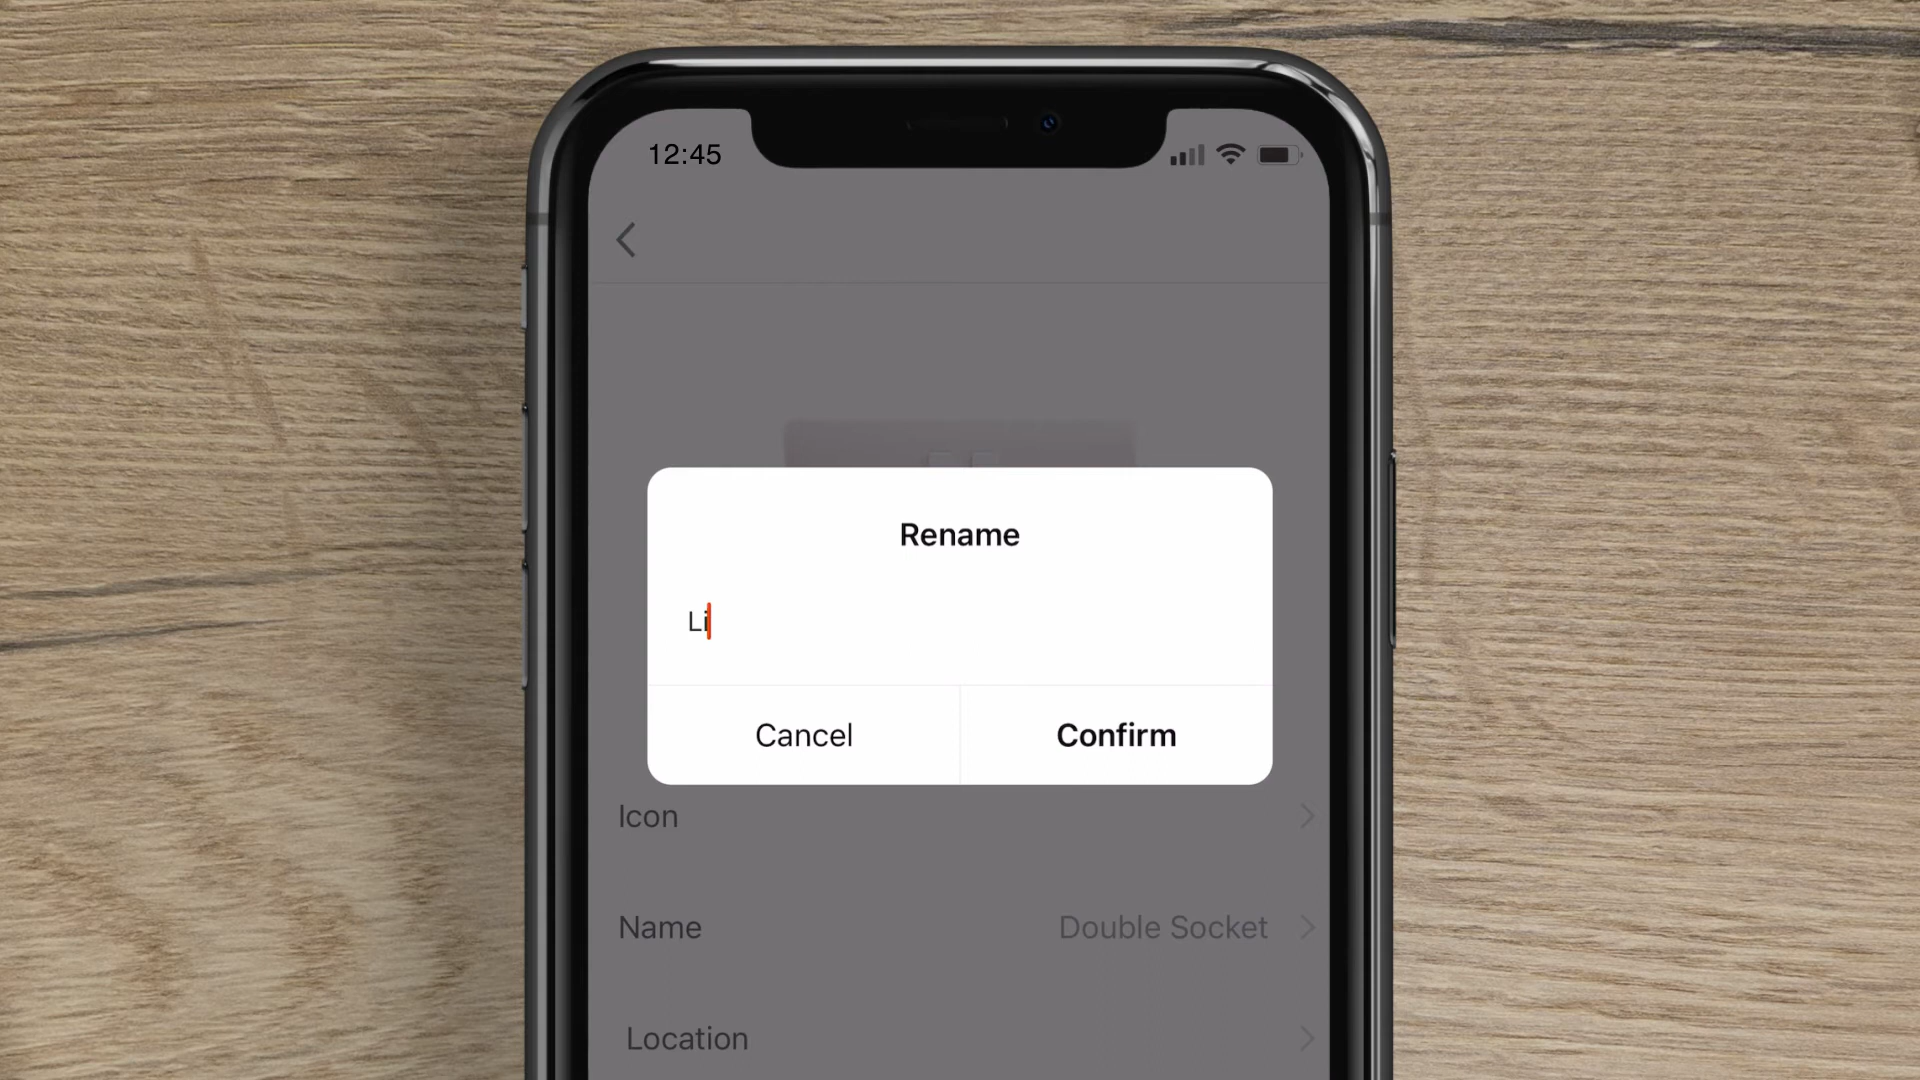 12:45
Rename
Li
Cancel
Confirm
Icon
Name
Double Socket
Location